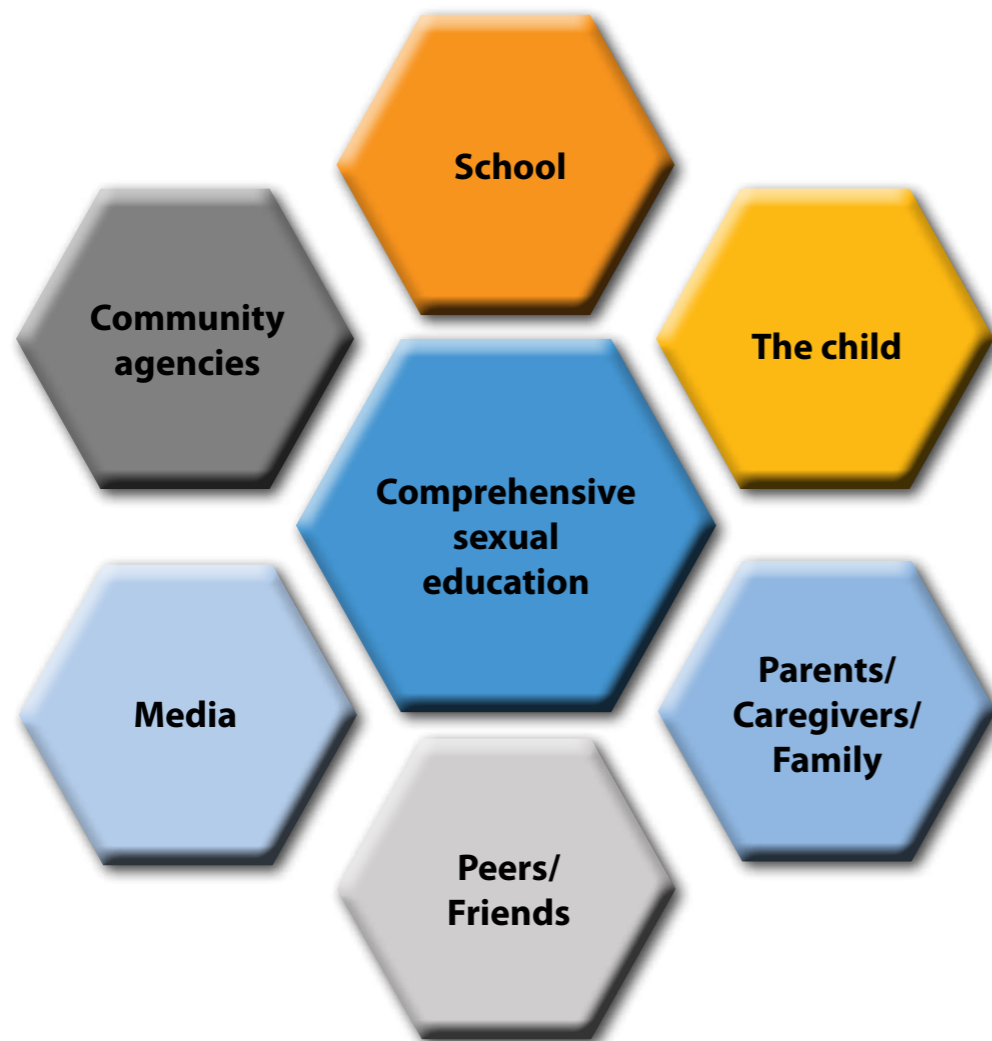 School
Community
agencies
The child
Comprehensive
sexual
education
Media
Parents/
Caregivers/
Family
Peers/
Friends